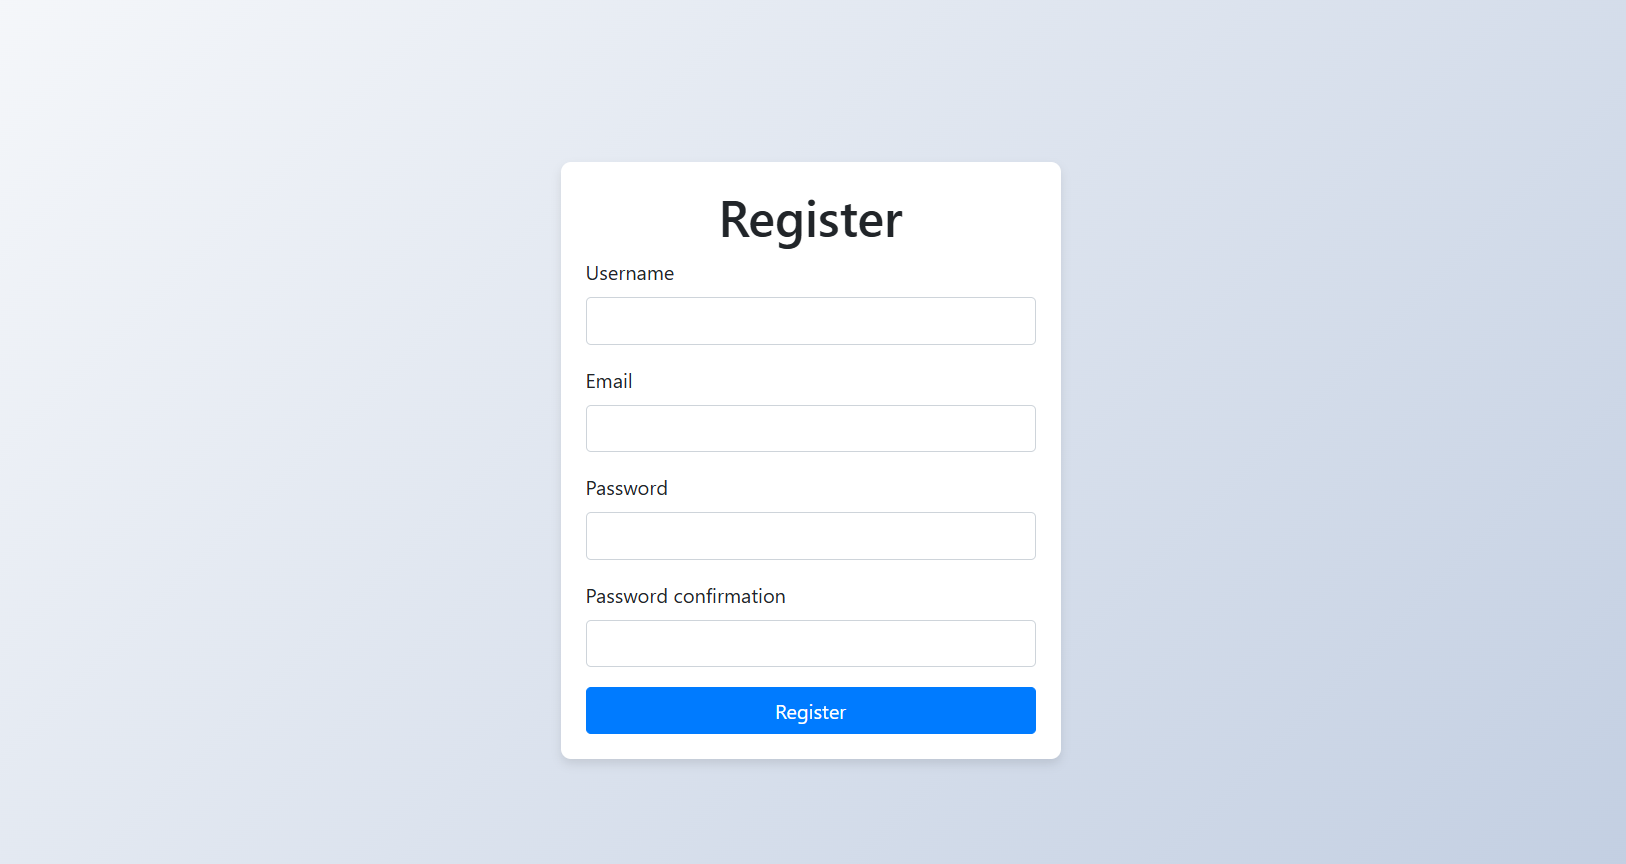 Register
Username
Email
Password
Password confirmation
Register